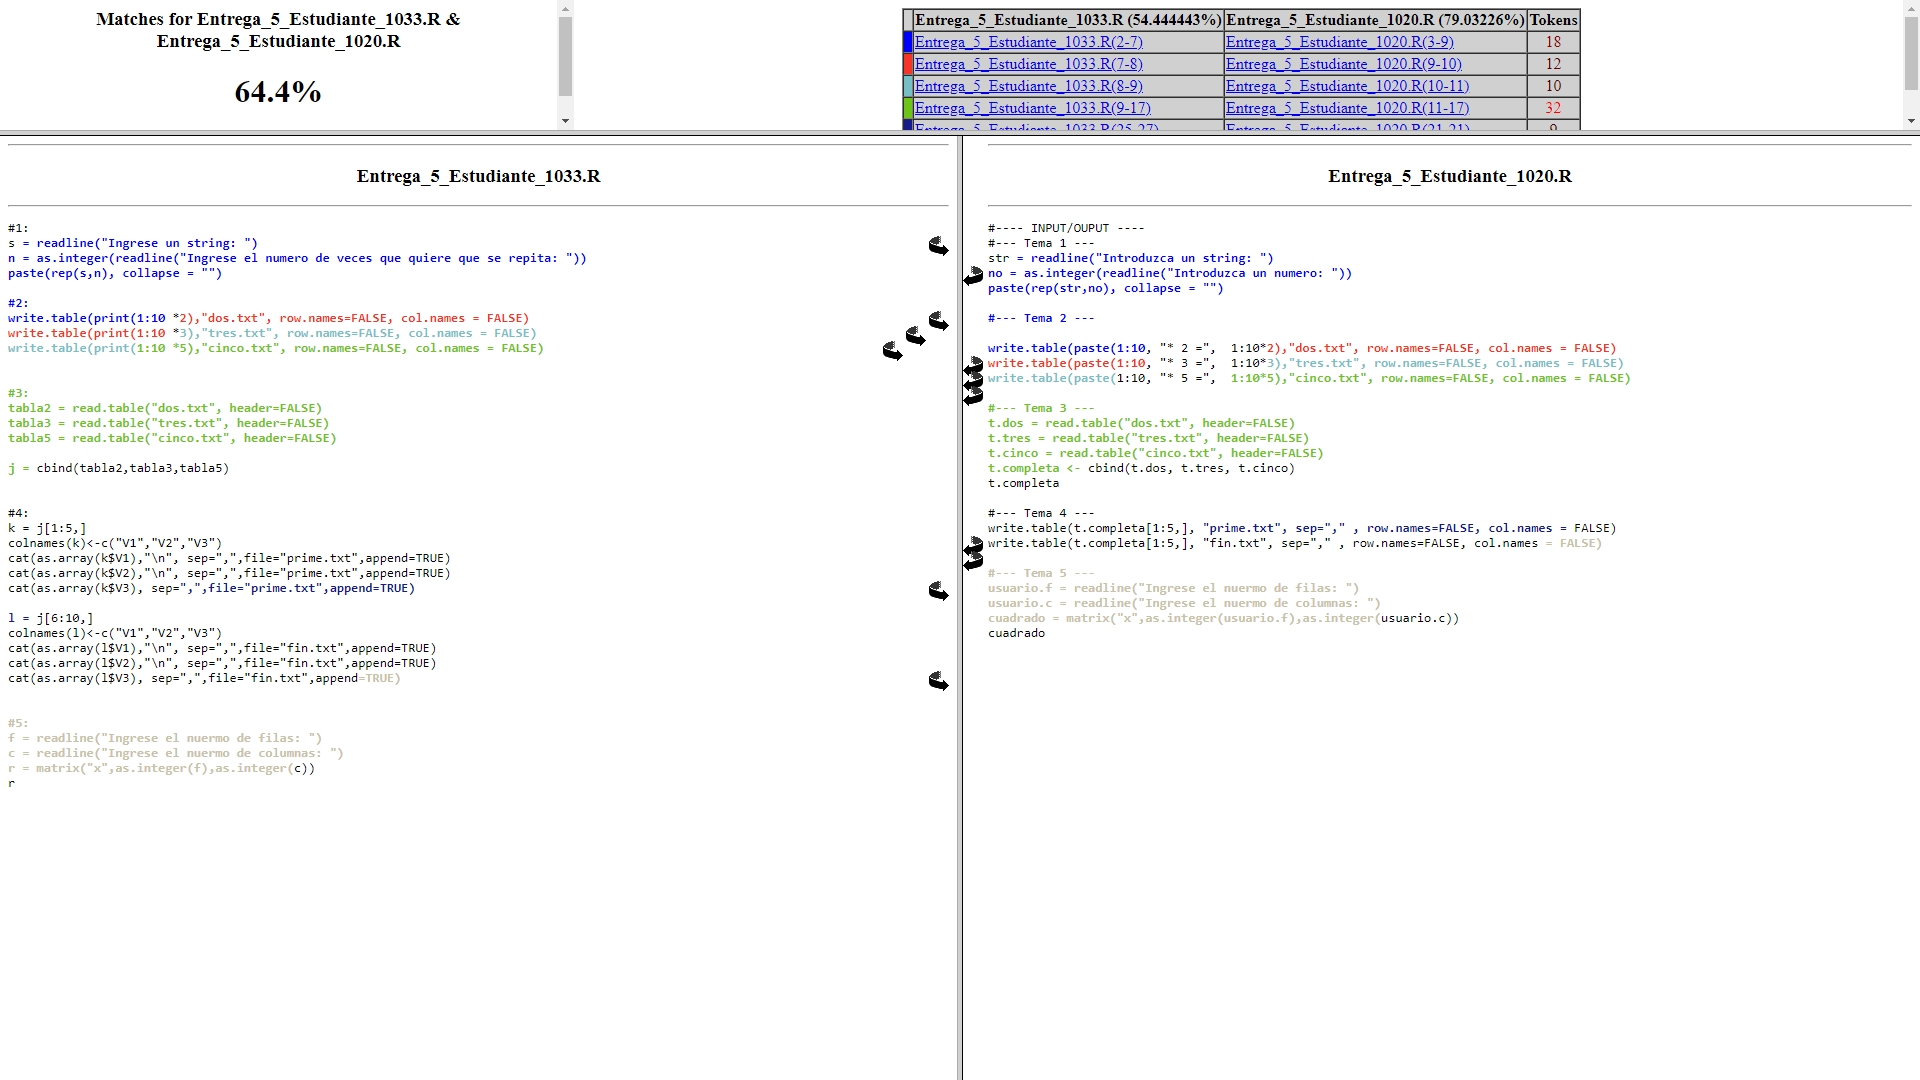 Matches for Entrega_5_Estudiante_1033.R &
Entrega_5_Estudiante_1020.R
64.4%
Entrega_5_Estudiante_1033.R (54.444443%) Entrega_5_Estudiante_1020.R (79.03226%) Tokens
Entrega_5_Estudiante_1033.R(2-7) Entrega_5_Estudiante_1020.R(3-9) 18
Entrega_5_Estudiante_1033.R(7-8) Entrega_5_Estudiante_1020.R(9-10) 12
Entrega_5_Estudiante_1033.R(8-9) Entrega_5_Estudiante_1020.R(10-11) 10
Entrega_5_Estudiante_1033.R(9-17) Entrega_5_Estudiante_1020.R(11-17) 32
Entrega_5_Estudiante_1033.R(25-27) Entrega_5_Estudiante_1020.R(21-21) 9
Entrega_5_Estudiante_1033.R
#1:
s = readline("Ingrese un string: ")
n = as.integer(readline("Ingrese el numero de veces que quiere que se repita: "))
paste(rep(s,n), collapse = "")
#2:
write.table(print(1:10 *2),"dos.txt", row.names=FALSE, col.names = FALSE)
write.table(print(1:10 *3),"tres.txt", row.names=FALSE, col.names = FALSE)
write.table(print(1:10 *5),"cinco.txt", row.names=FALSE, col.names = FALSE)
#3:
tabla2 = read.table("dos.txt", header=FALSE)
tabla3 = read.table("tres.txt", header=FALSE)
tabla5 = read.table("cinco.txt", header=FALSE)
j = cbind(tabla2,tabla3,tabla5)
#4:
k = j[1:5,]
colnames(k)<-c("V1","V2","V3")
cat(as.array(k$V1),"\n", sep=",",file="prime.txt",append=TRUE)
cat(as.array(k$V2),"\n", sep=",",file="prime.txt",append=TRUE)
cat(as.array(k$V3), sep=",",file="prime.txt",append=TRUE)
l = j[6:10,]
colnames(l)<-c("V1","V2","V3")
cat(as.array(l$V1),"\n", sep=",",file="fin.txt",append=TRUE)
cat(as.array(l$V2),"\n", sep=",",file="fin.txt",append=TRUE)
cat(as.array(l$V3), sep=",",file="fin.txt",append=TRUE)
#5:
f = readline("Ingrese el nuermo de filas: ")
c = readline("Ingrese el nuermo de columnas: ")
r = matrix("x",as.integer(f),as.integer(c))
r
Entrega_5_Estudiante_1020.R
#---- INPUT/OUPUT ----
#--- Tema 1 ---
str = readline("Introduzca un string: ")
no = as.integer(readline("Introduzca un numero: "))
paste(rep(str,no), collapse = "")
#--- Tema 2 ---
write.table(paste(1:10, "* 2 =",  1:10*2),"dos.txt", row.names=FALSE, col.names = FALSE)
write.table(paste(1:10, "* 3 =",  1:10*3),"tres.txt", row.names=FALSE, col.names = FALSE)
write.table(paste(1:10, "* 5 =",  1:10*5),"cinco.txt", row.names=FALSE, col.names = FALSE)
#--- Tema 3 ---
t.dos = read.table("dos.txt", header=FALSE)
t.tres = read.table("tres.txt", header=FALSE)
t.cinco = read.table("cinco.txt", header=FALSE)
t.completa <- cbind(t.dos, t.tres, t.cinco)
t.completa
#--- Tema 4 ---
write.table(t.completa[1:5,], "prime.txt", sep="," , row.names=FALSE, col.names = FALSE)
write.table(t.completa[1:5,], "fin.txt", sep="," , row.names=FALSE, col.names = FALSE)
#--- Tema 5 ---
usuario.f = readline("Ingrese el nuermo de filas: ")
usuario.c = readline("Ingrese el nuermo de columnas: ")
cuadrado = matrix("x",as.integer(usuario.f),as.integer(usuario.c))
cuadrado